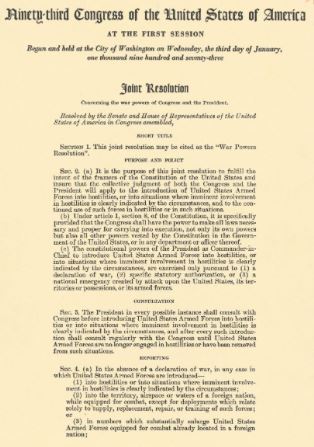 Ninety-third Congress of the United States of America
AT THE FIRST SESSION
Begun and held at the City of Washington on Wednesday, the third day of January,
one thousand nine hundred and seventy-three
Joint Resolution
Concerning the war powers of Congress and the President.
Resolved by the Senate and House of Representatives of the United
States of America in Congress assembled,
SHORT TITLE
SECTION 1. This joint resolution may be cited as the "War Powers
Resolution".
PURPOSE AND POLICY
SEC. 2. (a) It is the purpose of this joint resolution to fulfill the
intent of the framers of the Constitution of the United States and
insure that the collective judgment of both the Congress and the
President will apply to the introduction of United States Armed
Forces into hostilities, or into situations where imminent involvement
in hostilities is clearly indicated by the circumstances, and to the con-
tinued use of such forces in hostilities or in such situations.
(b) Under article I, section 8, of the Constitution, it is specifically
provided that the Congress shall have the power to make all laws neces-
sary and proper for carrying into execution, not only its own powers
but also all other powers vested by the Constitution in the Govern-
ment of the United States, or in any department or officer thereof.
(c) The constitutional powers of the President as Commander-in-
Chief to introduce United States Armed Forces into hostilities, or
into situations where imminent involvement in hostilities is clearly
indicated by the circumstances, are exercised only pursuant to (1) a
declaration of war, (2) specific statutory authorization, or (3) a
national emergency created by attack upon the United States, its ter-
ritories or possessions, or its armed forces.
CONSULTATION
SEC. 3. The President in every possible instance shall consult with
Congress before introducing United States Armed Forces into hostili-
ties or into situations where imminent involvement in hostilities is
clearly indicated by the circumstances, and after every such introduc-
tion shall consult regularly with the Congress until United States
Armed Forces are no longer engaged in hostilities or have been removed
from such situations.
REPORTING
SEC. 4. (a) In the absence of a declaration of war, in any case in
which United States Armed Forces are introduced—
(1) into hostilities or into situations where imminent involve-
ment in hostilities is clearly indicated by the circumstances;
(2) into the territory, airspace or waters of a foreign nation,
while equipped for combat, except for deployments which relate
solely to supply, replacement, repair, or training of such forces;
or
(3) in numbers which substantially enlarge United States
Armed Forces equipped for combat already located in a foreign
nation;